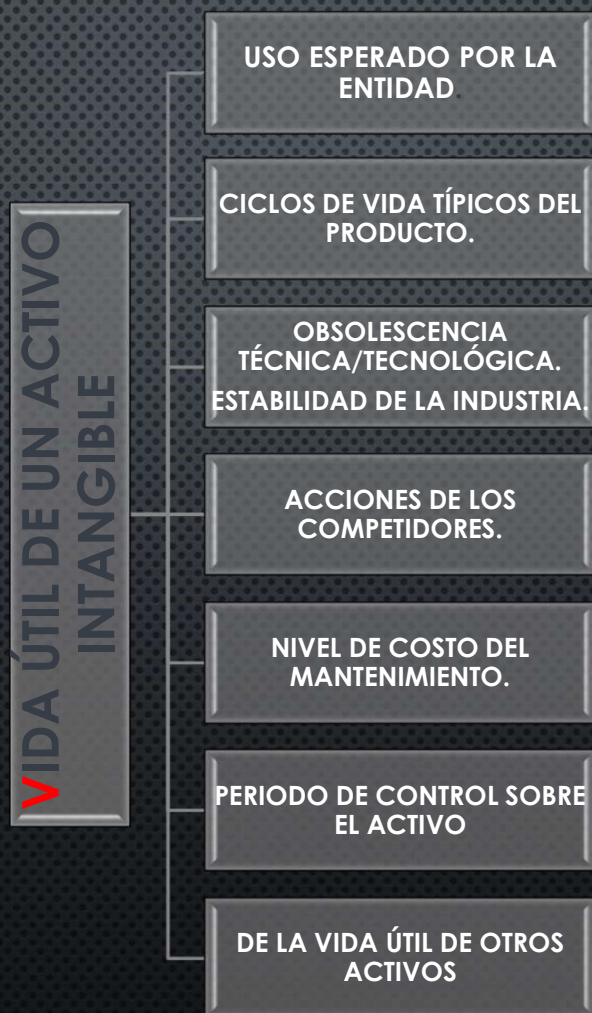 VIDA ÚTIL DE UN ACTIVO
INTANGIBLE
USO ESPERADO POR LA
ENTIDAD.
CICLOS DE VIDA TÍPICOS DEL
PRODUCTO.
OBSOLESCENCIA
TÉCNICA/TECNOLÓGICA.
ESTABILIDAD DE LA INDUSTRIA.
ACCIONES DE LOS
COMPETIDORES.
NIVEL DE COSTO DEL
MANTENIMIENTO.
PERIODO DE CONTROL SOBRE
EL ACTIVO
DE LA VIDA ÚTIL DE OTROS
ACTIVOS